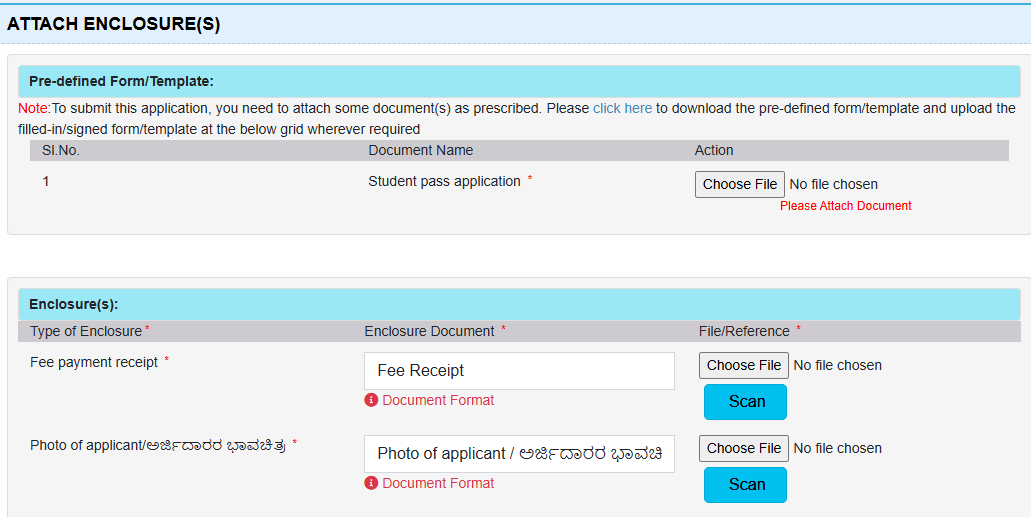 ATTACH ENCLOSURE(S)
Pre-defined Form/Template:
Note:To submit this application, you need to attach some document(s) as prescribed. Please click here to download the pre-defined form/template and upload the
filled-in/signed form/template at the below grid wherever required
Sl.No. Document Name Action
1 Student pass application * Choose File No file chosen
Please Attach Document
Enclosure(s):
Type of Enclosure* Enclosure Document * File/Reference *
Fee payment receipt * Fee Receipt Choose File No file chosen
Document Format Scan
Photo of applicant/ಅರ್ಜಿದಾರರ ಭಾವಚಿತ್ರ * Photo of applicant / ಅರ್ಜಿದಾರರ ಭಾವಚಿ Choose File No file chosen
Document Format Scan